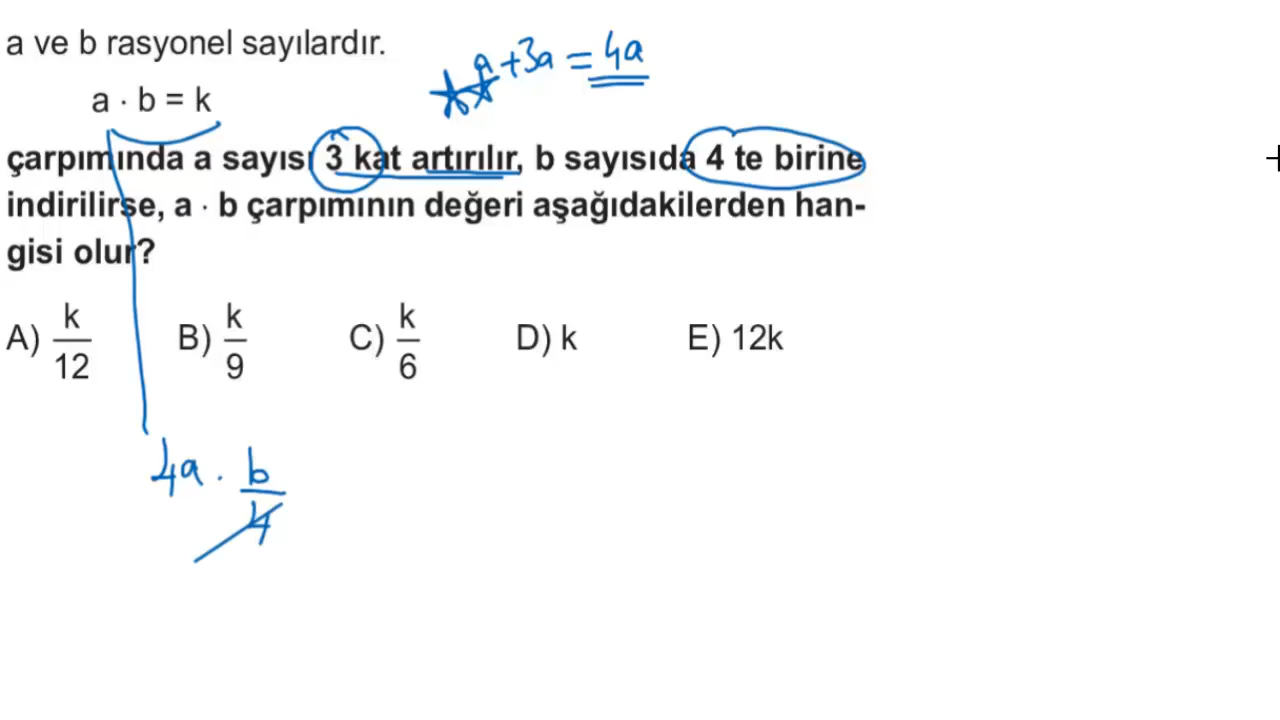 a ve b rasyonel sayılardır.
a + 3a = 4a
a · b = k
çarpımında a sayısı 3 kat artırılır, b sayısıda 4 te birine
indirilirse, a · b çarpımının değeri aşağıdakilerden han-
gisi olur?
A) k/12 B) k/9 C) k/6 D) k E) 12k
4a · b/4